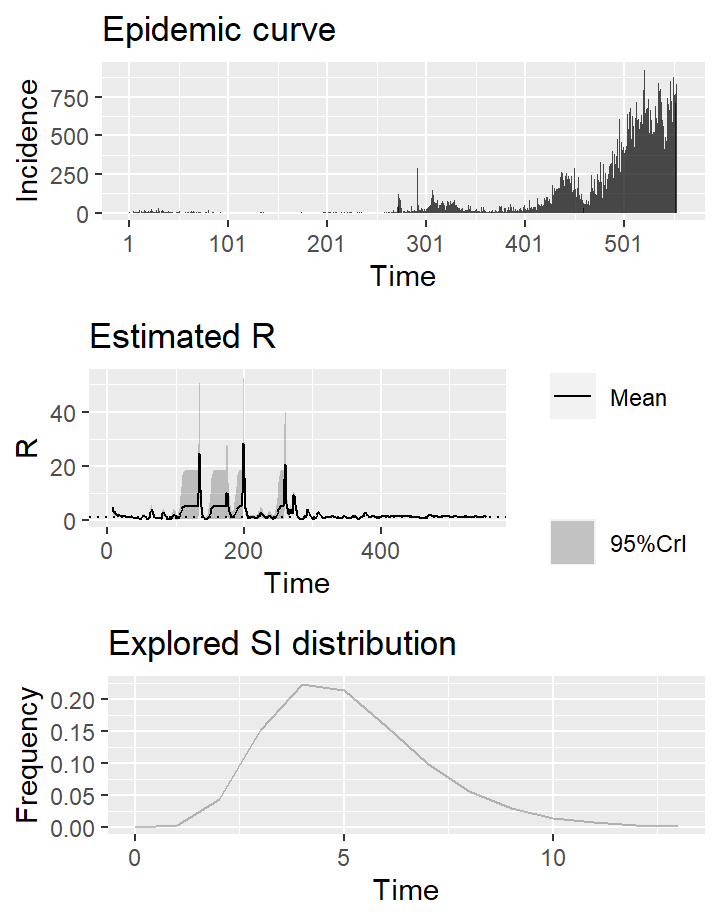 Epidemic curve
Incidence
750
500
250
0
1 101 201 301 401 501
Time
Estimated R
R
40
20
0
0 200 400
Time
Mean
95%CrI
Explored SI distribution
Frequency
0.20
0.15
0.10
0.05
0.00
0 5 10
Time